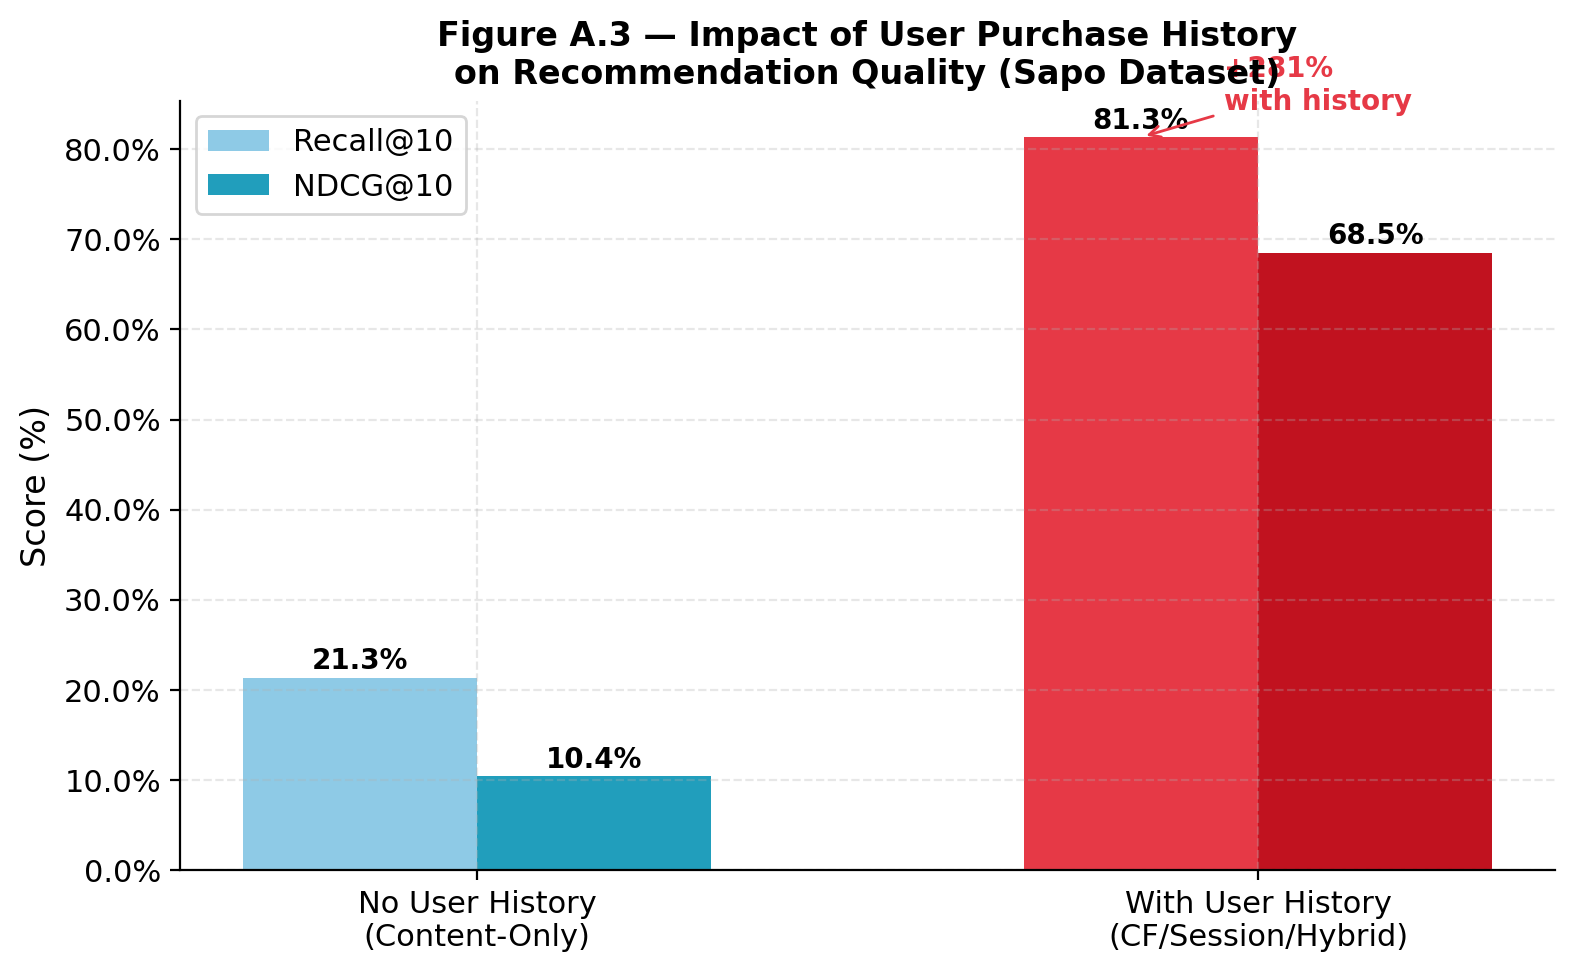 Figure A.3 — Impact of User Purchase History
on Recommendation Quality (Sapo Dataset)
+281%
with history
Recall@10
NDCG@10
81.3%
68.5%
21.3%
10.4%
80.0%
70.0%
60.0%
50.0%
40.0%
30.0%
20.0%
10.0%
0.0%
Score (%)
No User History
(Content-Only)
With User History
(CF/Session/Hybrid)